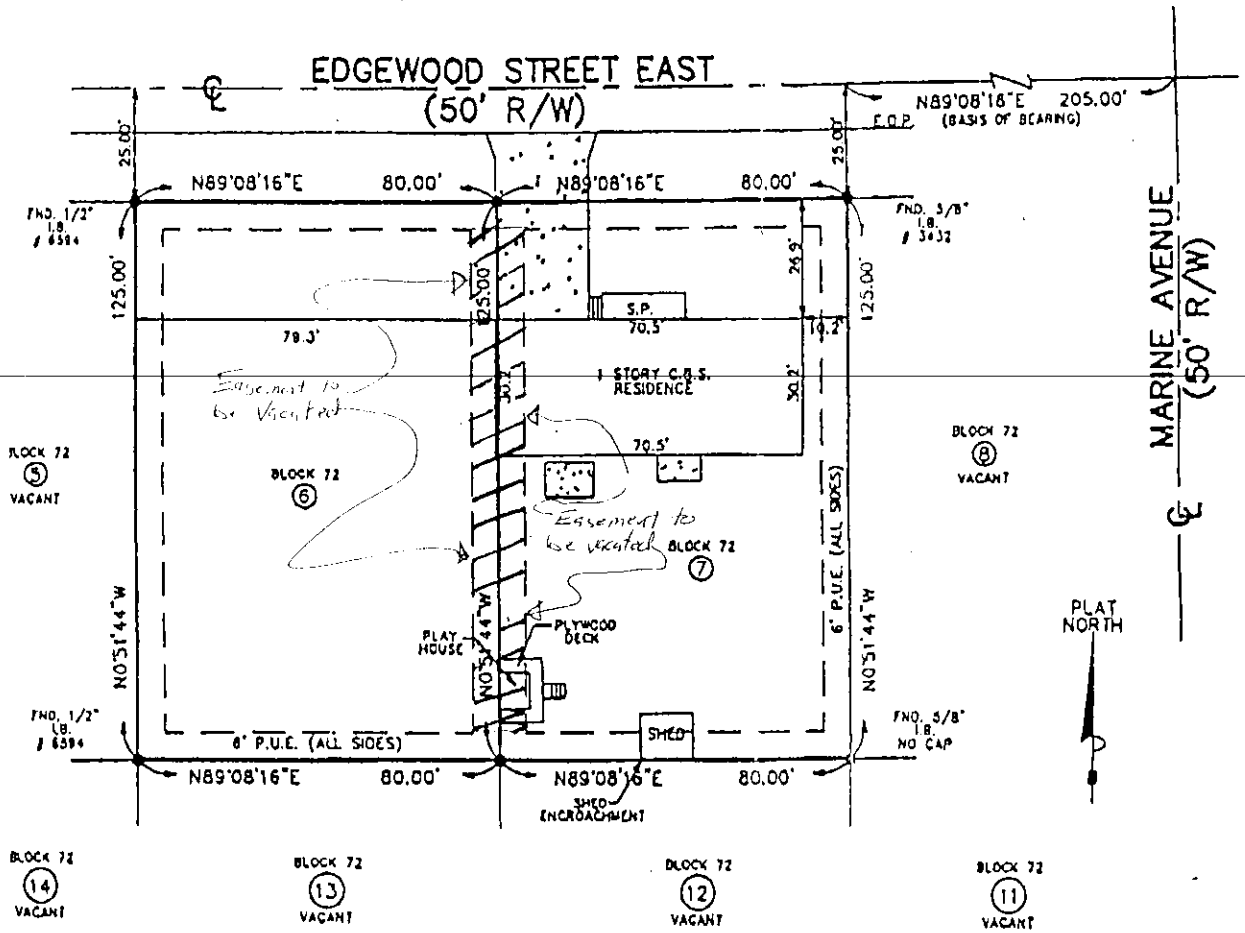 EDGEWOOD STREET EAST
(50' R/W)
N89°08'16"E 205.00'
(BASIS OF BEARING)
E.O.P.
25.00'
25.00'
N89°08'16"E 80.00'
N89°08'16"E 80.00'
FND. 1/2"
I.B.
# 6594
FND. 5/8"
I.B.
# 3432
MARINE AVENUE
(50' R/W)
125.00'
125.00'
125.00'
26.9'
S.P.
79.3'
70.5'
10.2'
30.2'
1 STORY C.B.S.
RESIDENCE
30.2'
Easement to
be Vacated
70.5'
BLOCK 72
5
VACANT
BLOCK 72
6
BLOCK 72
8
VACANT
Easement to
be vacated
BLOCK 72
7
6' P.U.E. (ALL SIDES)
N0°51'44"W
N0°51'44"W
N0°51'44"W
PLAY
HOUSE
PLYWOOD
DECK
PLAT
NORTH
FND. 1/2"
I.B.
# 6594
6' P.U.E. (ALL SIDES)
SHED
FND. 5/8"
I.B.
NO CAP
N89°08'16"E 80.00'
N89°08'16"E 80.00'
SHED
ENCROACHMENT
BLOCK 72
14
VACANT
BLOCK 72
13
VACANT
BLOCK 72
12
VACANT
BLOCK 72
11
VACANT